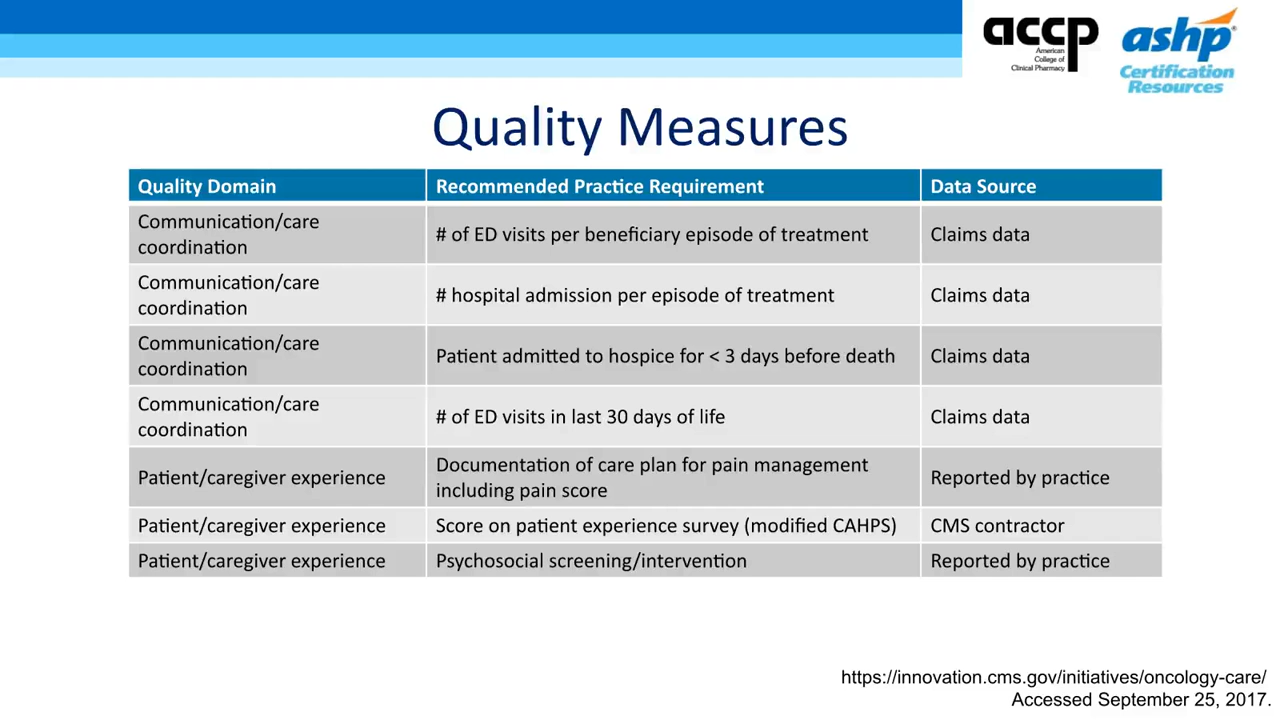 accp
American
College of
Clinical Pharmacy
ashp®
Certification
Resources
Quality Measures
Quality Domain Recommended Practice Requirement Data Source
Communication/care
coordination
# of ED visits per beneficiary episode of treatment
Claims data
Communication/care
coordination
# hospital admission per episode of treatment
Claims data
Communication/care
coordination
Patient admitted to hospice for < 3 days before death
Claims data
Communication/care
coordination
# of ED visits in last 30 days of life
Claims data
Patient/caregiver experience
Documentation of care plan for pain management
including pain score
Reported by practice
Patient/caregiver experience Score on patient experience survey (modified CAHPS) CMS contractor
Patient/caregiver experience Psychosocial screening/intervention Reported by practice
https://innovation.cms.gov/initiatives/oncology-care/
Accessed September 25, 2017.